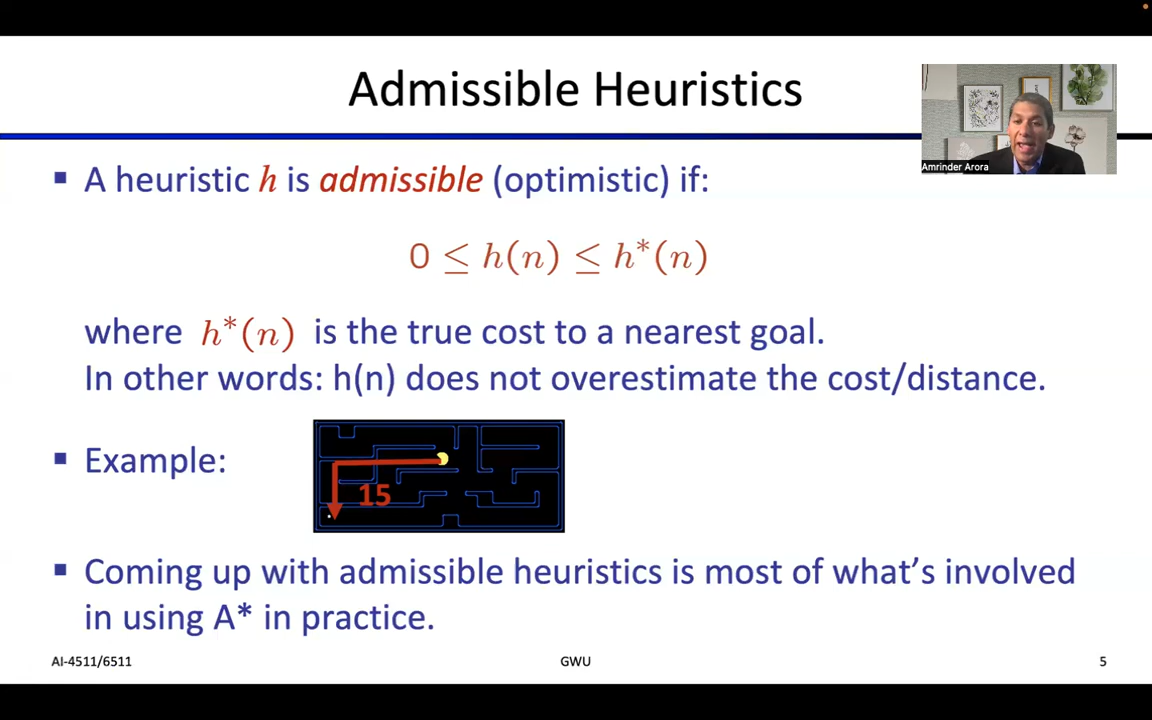 Admissible Heuristics
Amrinder Arora
▪ A heuristic h is admissible (optimistic) if:
0 ≤ h(n) ≤ h*(n)
where h*(n) is the true cost to a nearest goal.
In other words: h(n) does not overestimate the cost/distance.
▪ Example:
15
▪ Coming up with admissible heuristics is most of what’s involved
in using A* in practice.
AI-4511/6511
GWU
5